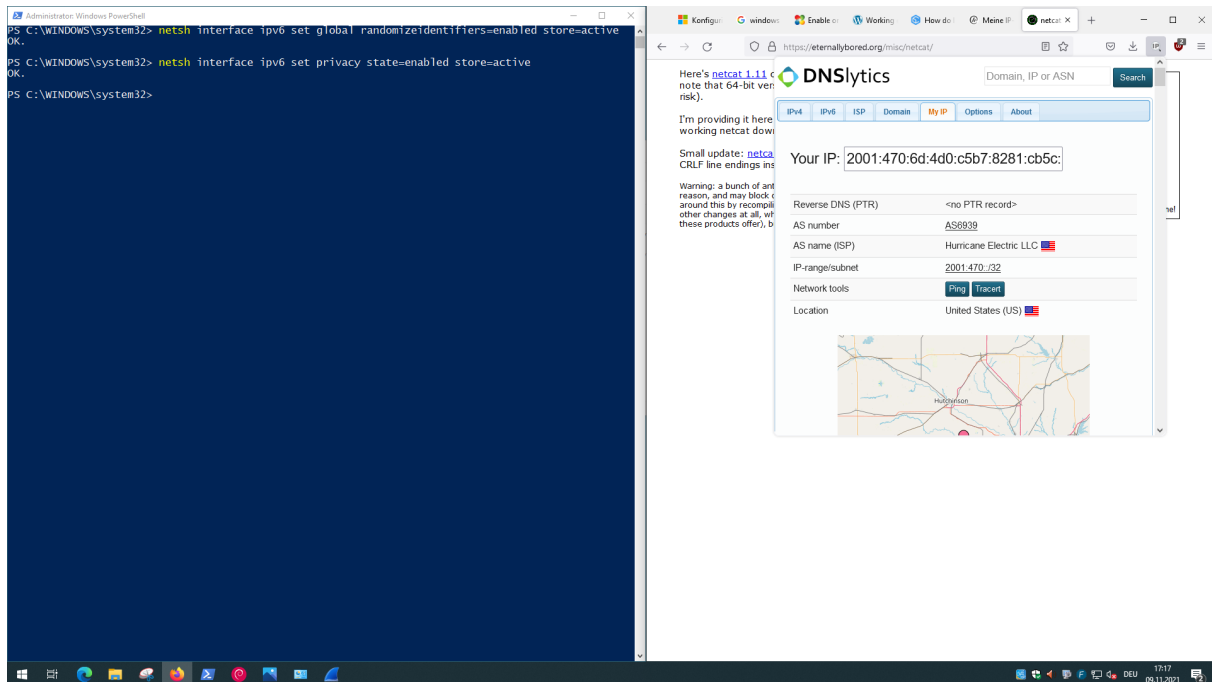 Administrator: Windows PowerShell
PS C:\WINDOWS\system32> netsh interface ipv6 set global randomizeidentifiers=enabled store=active
OK.
PS C:\WINDOWS\system32> netsh interface ipv6 set privacy state=enabled store=active
OK.
PS C:\WINDOWS\system32>
Konfigur
windows
Enable or
Working
How do
Meine IP
netcat
https://eternallybored.org/misc/netcat/
Here's netcat 1.11
note that 64-bit ver
risk).
I'm providing it here
working netcat dow
Small update: netca
CRLF line endings ins
Warning: a bunch of ant
reason, and may block
around this by recompili
other changes at all, wh
these products offer), b
ne!
DNSlytics
Domain, IP or ASN
Search
IPv4 IPv6 ISP Domain My IP Options About
Your IP: 2001:470:6d:4d0:c5b7:8281:cb5c:
Reverse DNS (PTR) <no PTR record>
AS number AS6939
AS name (ISP) Hurricane Electric LLC
IP-range/subnet 2001:470::/32
Network tools Ping Tracert
Location United States (US)
Hutchinson
DEU
17:17
09.11.2021